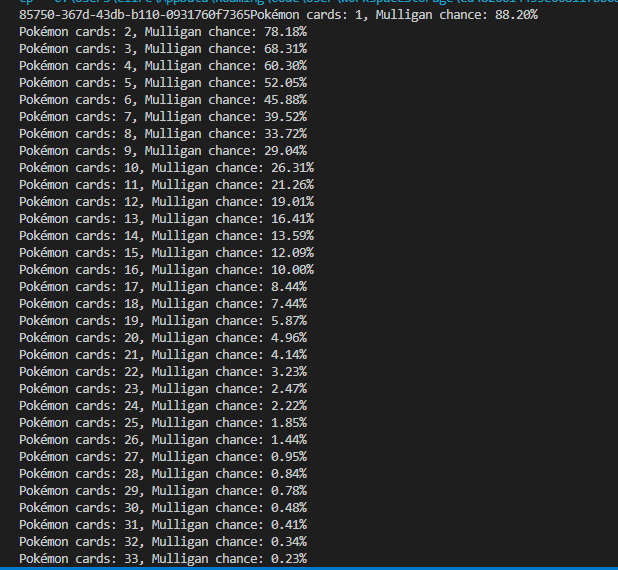 85750-367d-43db-b110-0931760f7365Pokémon cards: 1, Mulligan chance: 88.20%
Pokémon cards: 2, Mulligan chance: 78.18%
Pokémon cards: 3, Mulligan chance: 68.31%
Pokémon cards: 4, Mulligan chance: 60.30%
Pokémon cards: 5, Mulligan chance: 52.05%
Pokémon cards: 6, Mulligan chance: 45.88%
Pokémon cards: 7, Mulligan chance: 39.52%
Pokémon cards: 8, Mulligan chance: 33.72%
Pokémon cards: 9, Mulligan chance: 29.04%
Pokémon cards: 10, Mulligan chance: 26.31%
Pokémon cards: 11, Mulligan chance: 21.26%
Pokémon cards: 12, Mulligan chance: 19.01%
Pokémon cards: 13, Mulligan chance: 16.41%
Pokémon cards: 14, Mulligan chance: 13.59%
Pokémon cards: 15, Mulligan chance: 12.09%
Pokémon cards: 16, Mulligan chance: 10.00%
Pokémon cards: 17, Mulligan chance: 8.44%
Pokémon cards: 18, Mulligan chance: 7.44%
Pokémon cards: 19, Mulligan chance: 5.87%
Pokémon cards: 20, Mulligan chance: 4.96%
Pokémon cards: 21, Mulligan chance: 4.14%
Pokémon cards: 22, Mulligan chance: 3.23%
Pokémon cards: 23, Mulligan chance: 2.47%
Pokémon cards: 24, Mulligan chance: 2.22%
Pokémon cards: 25, Mulligan chance: 1.85%
Pokémon cards: 26, Mulligan chance: 1.44%
Pokémon cards: 27, Mulligan chance: 0.95%
Pokémon cards: 28, Mulligan chance: 0.84%
Pokémon cards: 29, Mulligan chance: 0.78%
Pokémon cards: 30, Mulligan chance: 0.48%
Pokémon cards: 31, Mulligan chance: 0.41%
Pokémon cards: 32, Mulligan chance: 0.34%
Pokémon cards: 33, Mulligan chance: 0.23%